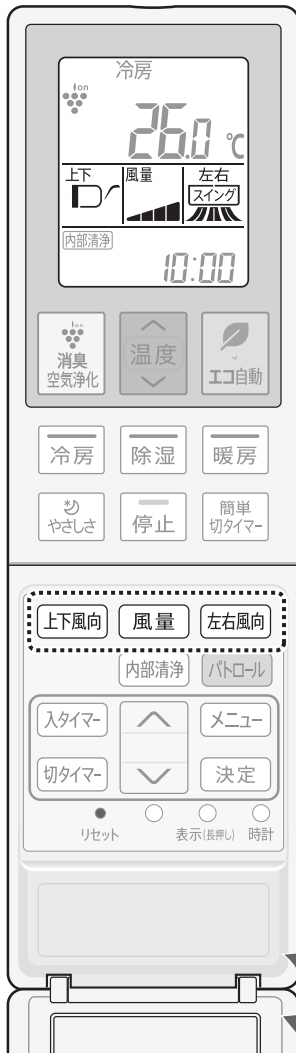 冷房
Ion
26.0 ℃
上下 風量 左右
スイング
内部清浄
10:00
Ion
消臭
空気浄化
温度
エコ自動
冷房 除湿 暖房
やさしさ 停止 簡単
切タイマー
上下風向 風量 左右風向
内部清浄 パトロール
入タイマー メニュー
切タイマー 決定
リセット 表示(長押し) 時計